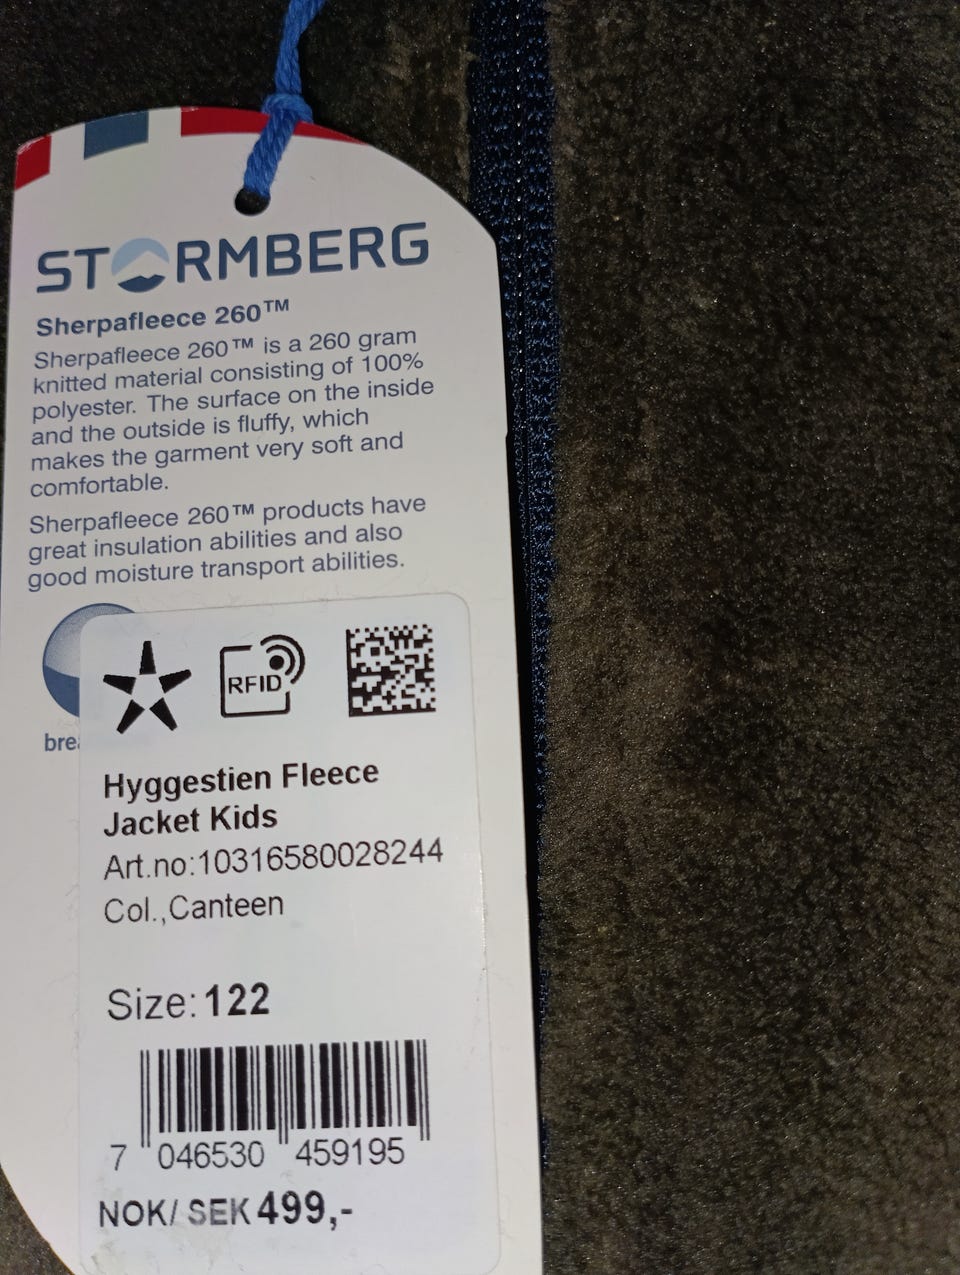 STORMBERG
Sherpafleece 260™
Sherpafleece 260™ is a 260 gram
knitted material consisting of 100%
polyester. The surface on the inside
and the outside is fluffy, which
makes the garment very soft and
comfortable.
Sherpafleece 260™ products have
great insulation abilities and also
good moisture transport abilities.
RFID
Hyggestien Fleece
Jacket Kids
Art.no:10316580028244
Col.,Canteen
Size: 122
7 046530 459195
NOK/ SEK 499,-